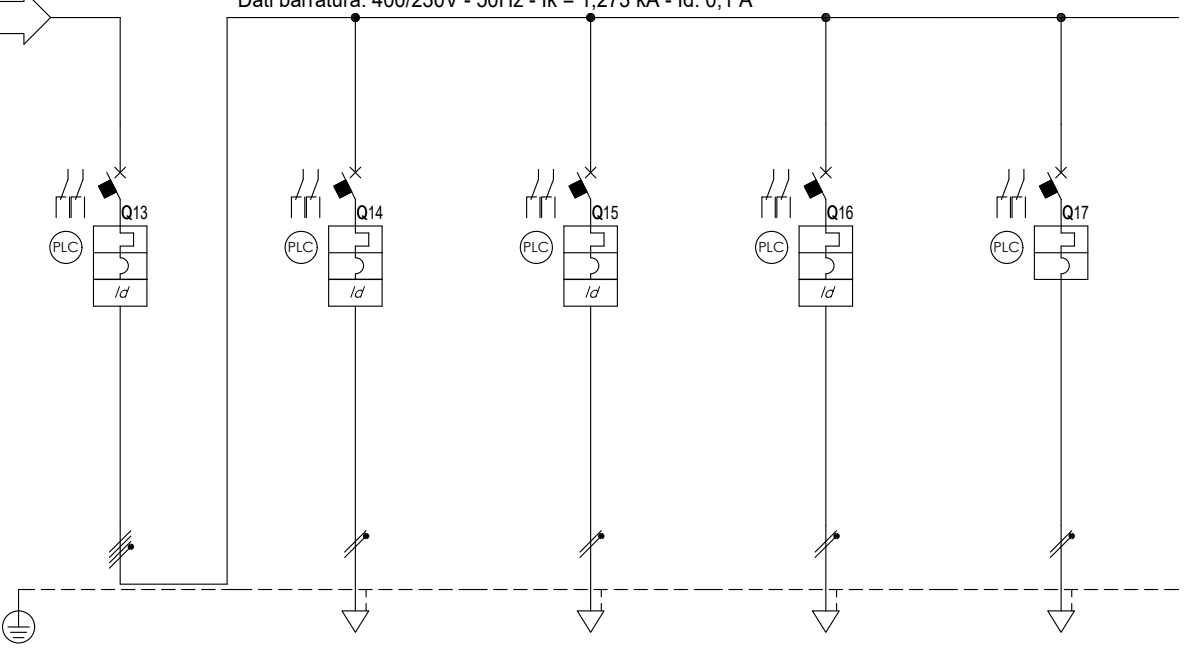 Dati barratura: 400/230V - 50Hz - Ik = 1,273 kA - Id: 0,1 A
Q13
Q14
Q15
Q16
Q17
PLC
PLC
PLC
PLC
PLC
Id
Id
Id
Id